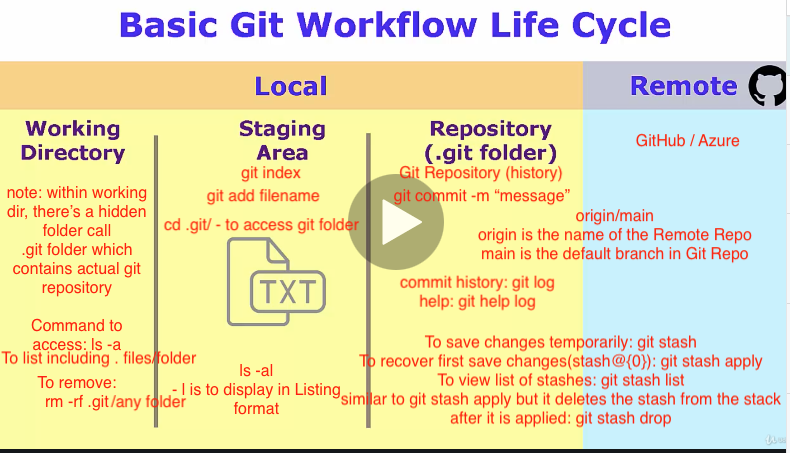 Basic Git Workflow Life Cycle
Local
Remote
Working
Directory
note: within working
dir, there's a hidden
folder call
.git folder which
contains actual git
repository
Command to
access: ls -a
To list including . files/folder
To remove:
rm -rf .git/any folder
Staging
Area
git index
git add filename
cd .git/ - to access git folder
TXT
ls -al
- l is to display in Listing
format
Repository
(.git folder)
Git Repository (history)
git commit -m “message”
GitHub / Azure
origin/main
origin is the name of the Remote Repo
main is the default branch in Git Repo
commit history: git log
help: git help log
To save changes temporarily: git stash
To recover first save changes(stash@{0}): git stash apply
To view list of stashes: git stash list
similar to git stash apply but it deletes the stash from the stack
after it is applied: git stash drop